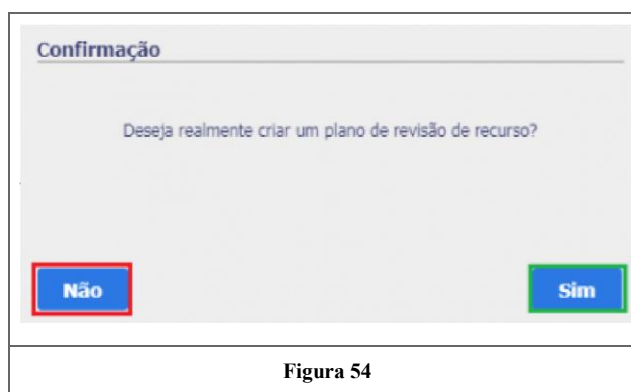 Confirmação
Deseja realmente criar um plano de revisão de recurso?
Não
Sim
Figura 54